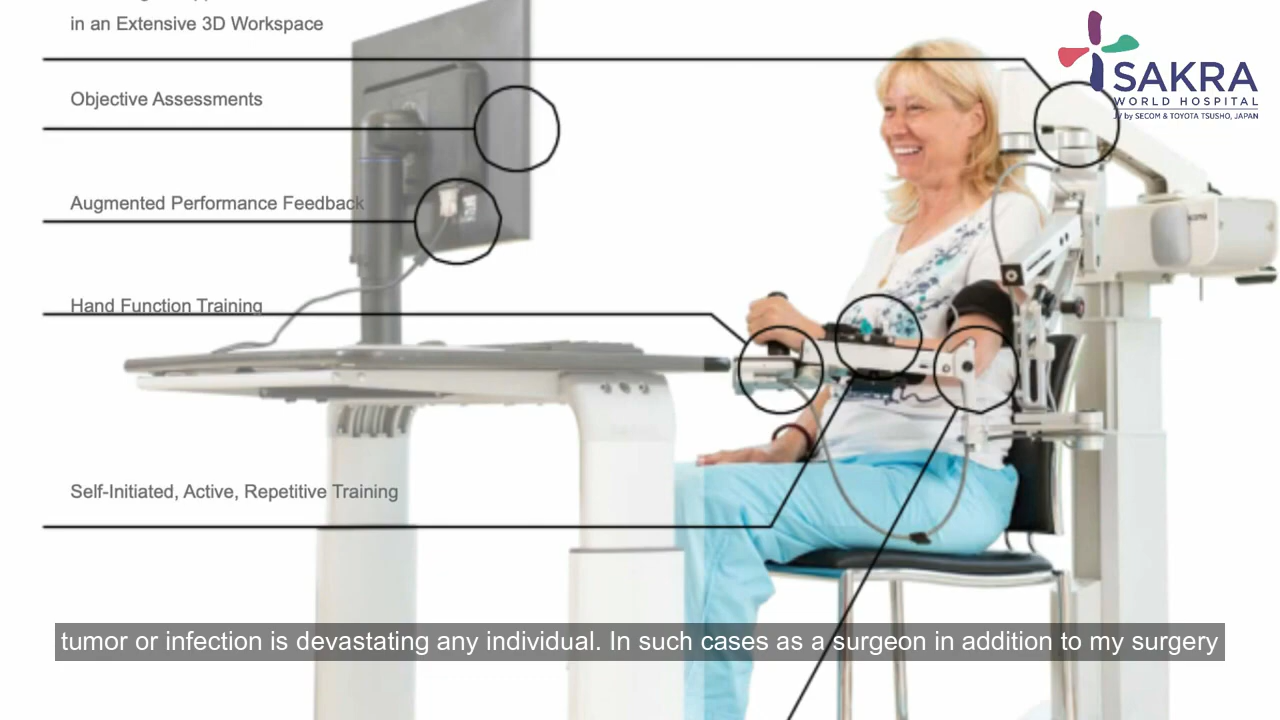 in an Extensive 3D Workspace
SAKRA
WORLD HOSPITAL
JV by SECOM & TOYOTA TSUSHO, JAPAN
Objective Assessments
Augmented Performance Feedback
Hand Function Training
Self-Initiated, Active, Repetitive Training
tumor or infection is devastating any individual. In such cases as a surgeon in addition to my surgery